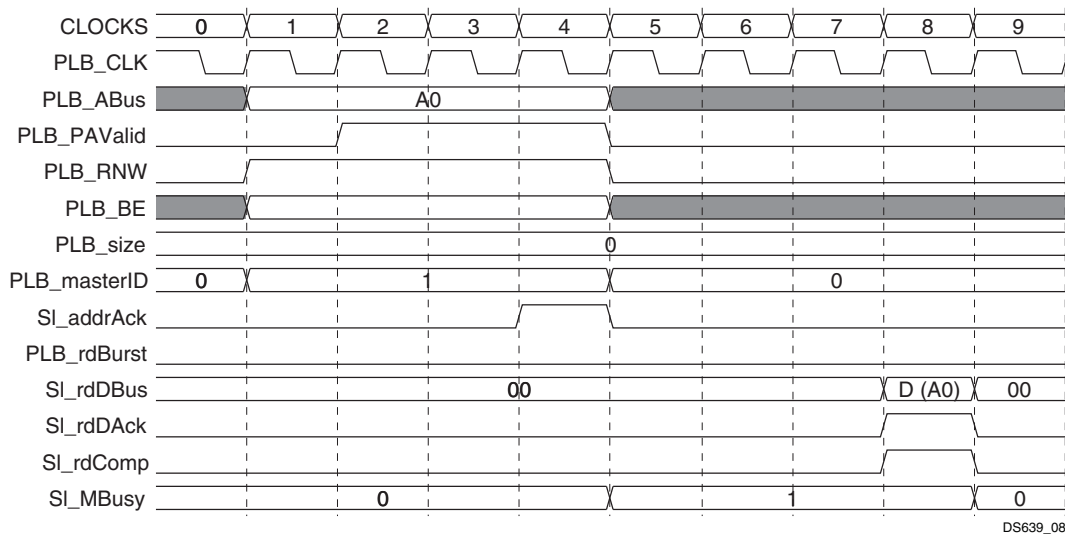 CLOCKS 0 1 2 3 4 5 6 7 8 9
PLB_CLK
PLB_ABus A0
PLB_PAValid
PLB_RNW
PLB_BE
PLB_size 0
PLB_masterID 0 1 0
Sl_addrAck
PLB_rdBurst
Sl_rdDBus 00 D (A0) 00
Sl_rdDAck
Sl_rdComp
Sl_MBusy 0 1 0
DS639_08